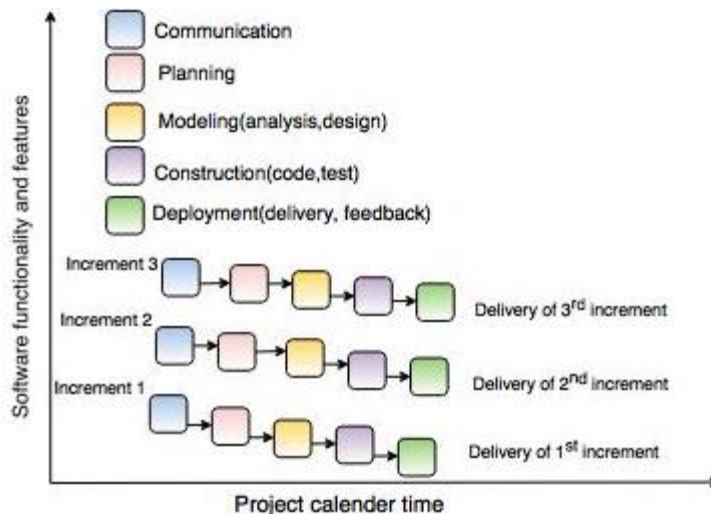 Communication
Planning
Modeling(analysis,design)
Construction(code,test)
Deployment(delivery, feedback)
Software functionality and features
Increment 3
Delivery of 3rd increment
Increment 2
Delivery of 2nd increment
Increment 1
Delivery of 1st increment
Project calender time